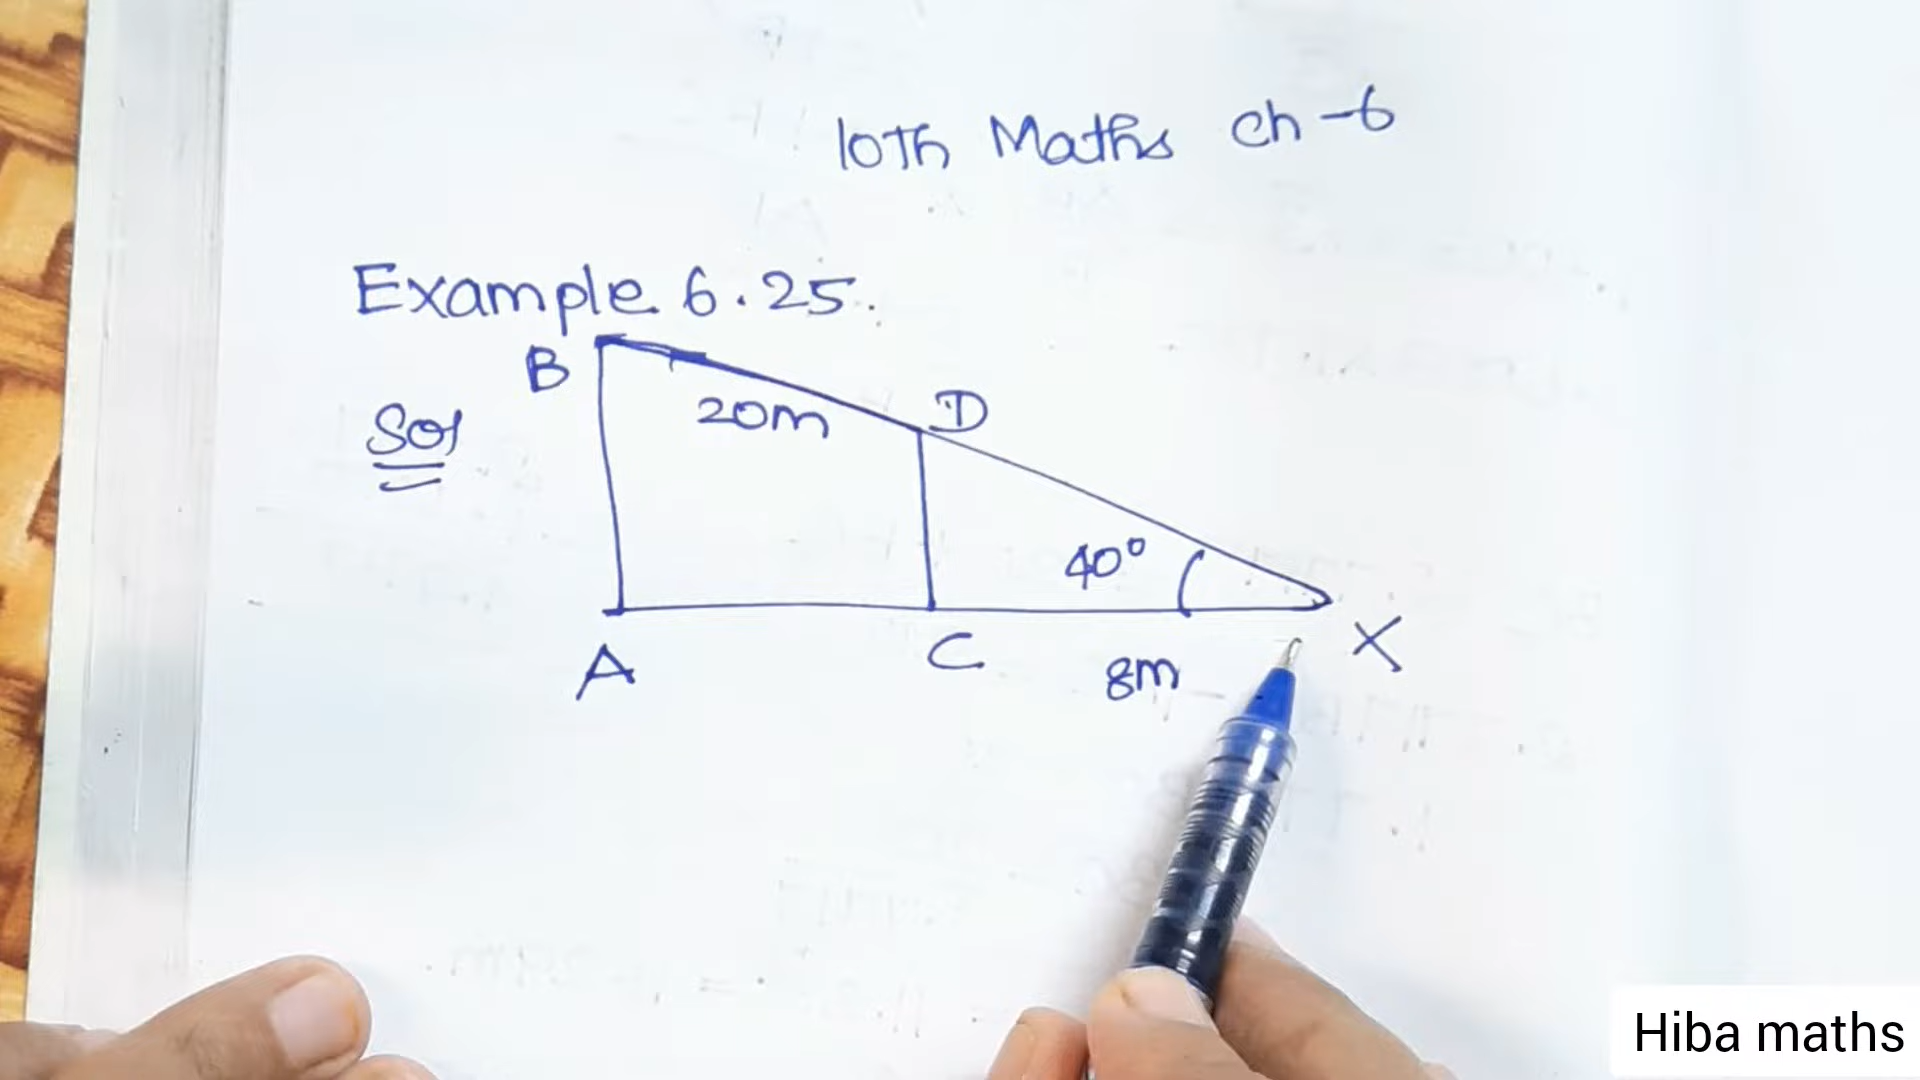 10Th Maths Ch-6
Example 6.25.
B
20m
D
Sol
40°
A
C
8m
X
Hiba maths